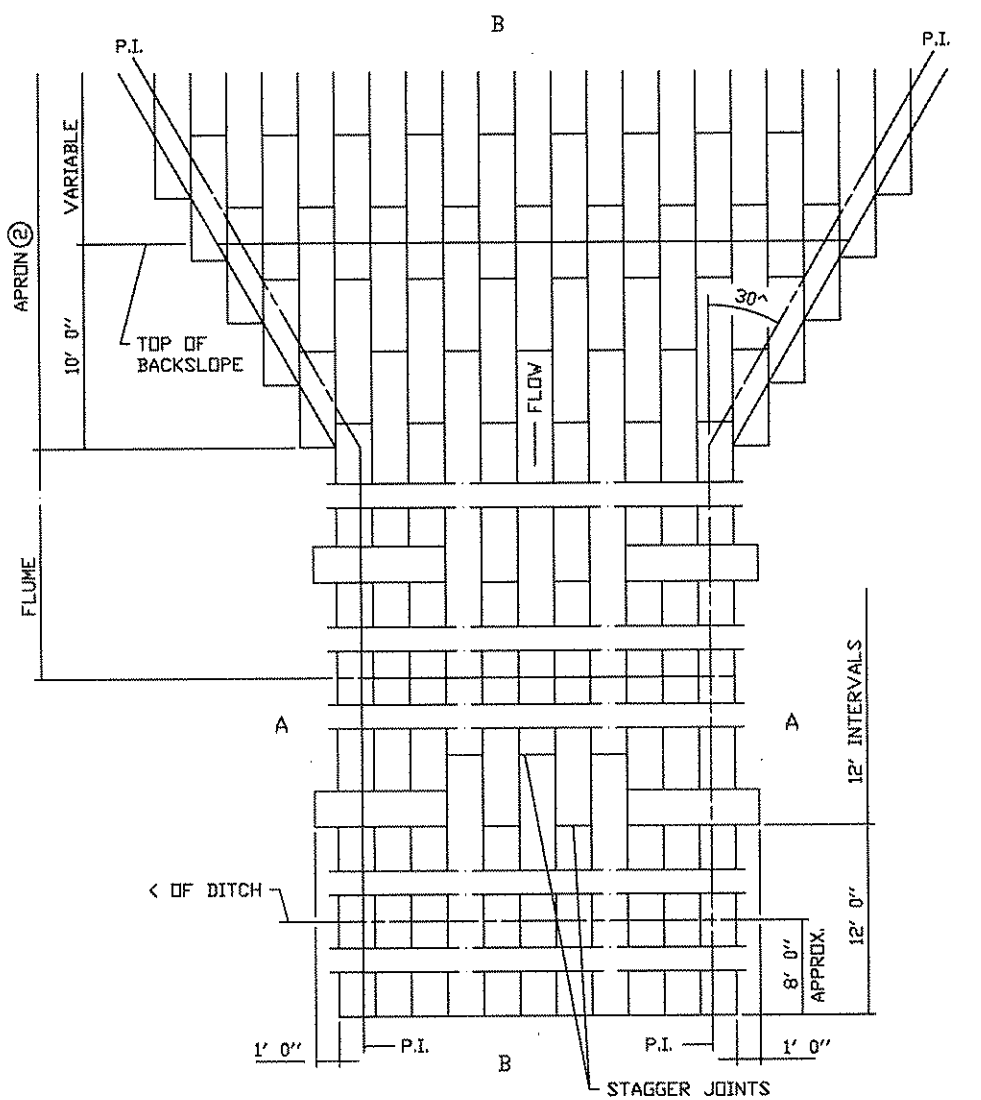 B
P.I.
P.I.
VARIABLE
APRON ②
10' 0"
TOP OF
BACKSLOPE
30^
FLOW
FLUME
A
A
12' INTERVALS
< OF DITCH
12' 0"
8' 0"
APPROX.
1' 0"
P.I.
B
P.I.
1' 0"
STAGGER JOINTS